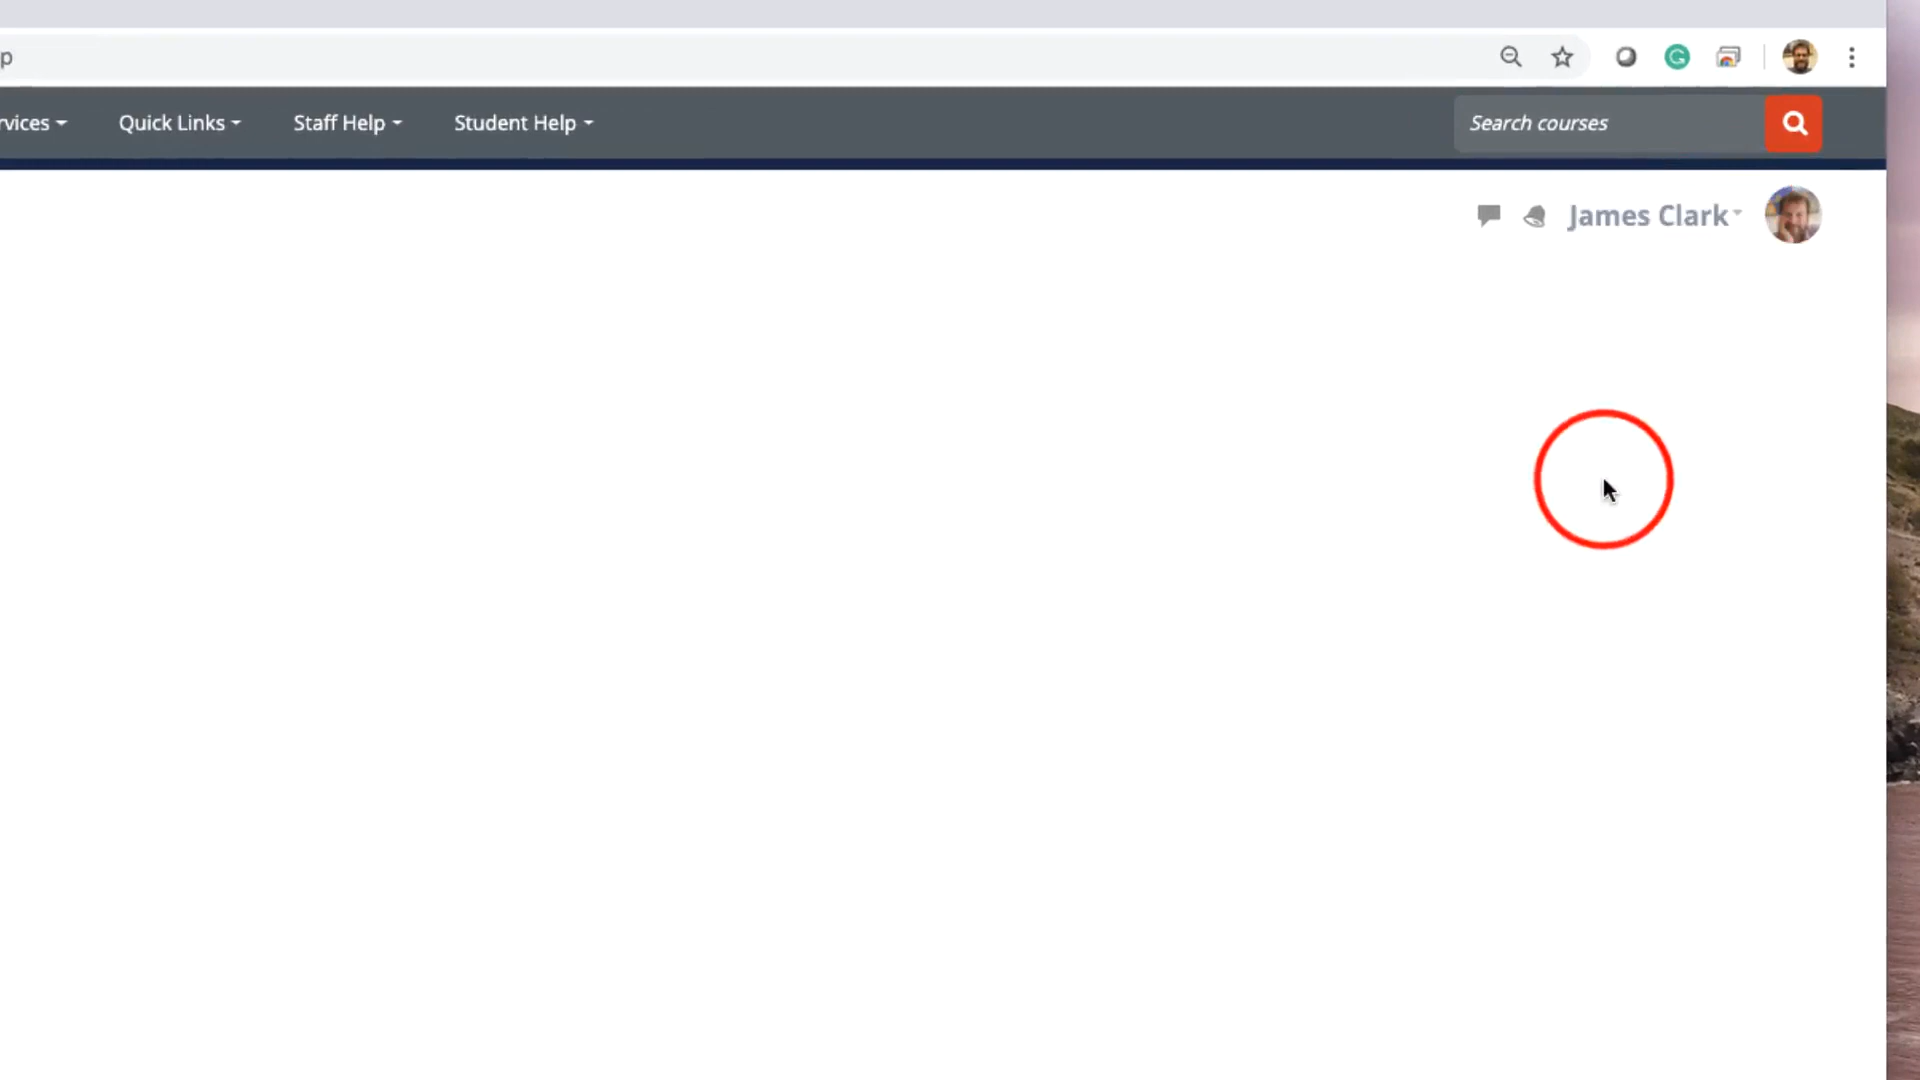 p
rvices
Quick Links
Staff Help
Student Help
Search courses
James Clark